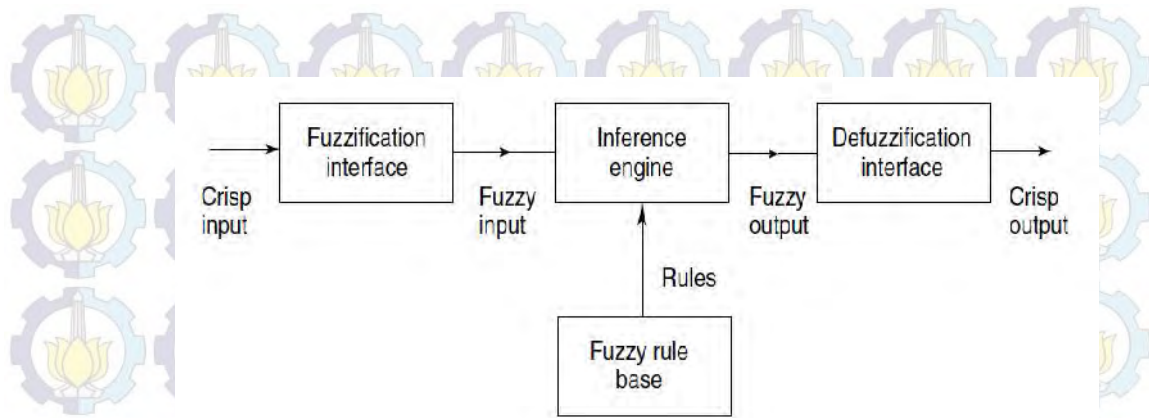 Fuzzification
interface
Inference
engine
Defuzzification
interface
Crisp
input
Fuzzy
input
Fuzzy
output
Crisp
output
Rules
Fuzzy rule
base